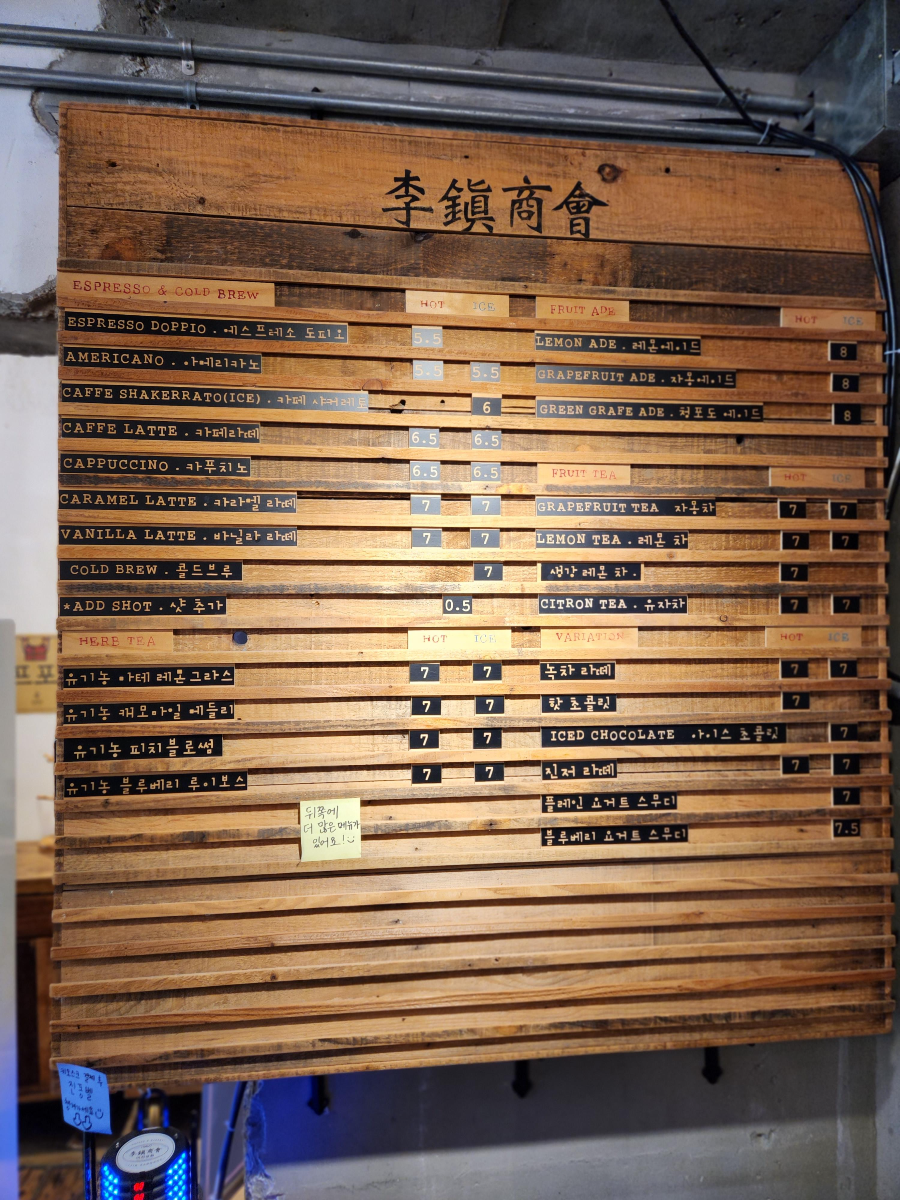 李鎭商會
ESPRESSO & COLD BREW HOT ICE
ESPRESSO DOPPIO . 에스프레소 도피오 5.5
AMERICANO . 아메리카노 5.5 5.5
CAFFE SHAKERRATO(ICE) . 카페 샤커레토 6
CAFFE LATTE . 카페라떼 6.5 6.5
CAPPUCCINO . 카푸치노 6.5 6.5
CARAMEL LATTE . 카라멜 라떼 7 7
VANILLA LATTE . 바닐라 라떼 7 7
COLD BREW . 콜드브루 7
*ADD SHOT . 샷 추가 0.5
HERB TEA HOT ICE
유기농 아테 레몬그라스 7 7
유기농 캐모마일 에들리 7 7
유기농 피치블로썸 7 7
유기농 블루베리 루이보스 7 7
뒤쪽에
더 많은 메뉴가
있어요!
FRUIT ADE HOT ICE
LEMON ADE . 레몬에이드 8
GRAPEFRUIT ADE . 자몽에이드 8
GREEN GRAFE ADE . 청포도 에이드 8
FRUIT TEA HOT ICE
GRAPEFRUIT TEA 자몽차 7 7
LEMON TEA . 레몬 차 7 7
생강 레몬 차 . 7
CITRON TEA . 유자차 7 7
VARIATION HOT ICE
녹차 라떼 7 7
핫 초콜릿 7
ICED CHOCOLATE 아이스 초콜릿 7
진저 라떼 7 7
플레인 요거트 스무디 7
블루베리 요거트 스무디 7.5
진동벨
李鎭商會